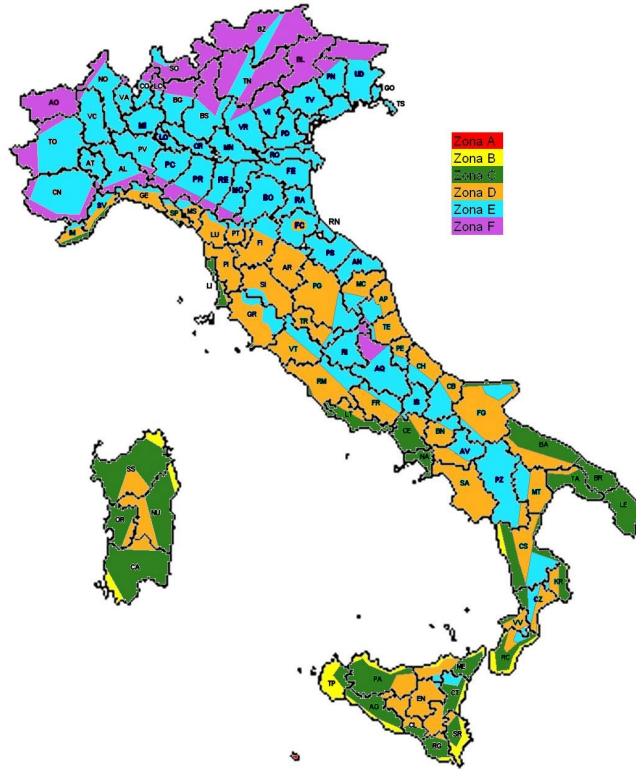 BZ
SO
BL
NO
CO
LC
TN
PN
UD
AO
VA
BG
VI
TV
GO
TS
VC
MI
BS
VR
PD
TO
LO
CR
MN
RO
AT
PV
PC
FE
AL
PR
RE
MO
CN
BO
RA
GE
SV
SP
MS
IM
FC
RN
LU
PT
FI
PS
AN
PI
AR
LI
SI
PG
MC
AP
GR
TR
TE
VT
RI
PE
AQ
CH
RM
FR
IS
CB
FG
LT
CE
BN
BA
NA
AV
SA
PZ
MT
TA
BR
LE
SS
OR
NU
CA
CS
KR
CZ
VV
RC
ME
TP
PA
CT
EN
AG
CL
SR
RG
Zona A
Zona B
Zona C
Zona D
Zona E
Zona F